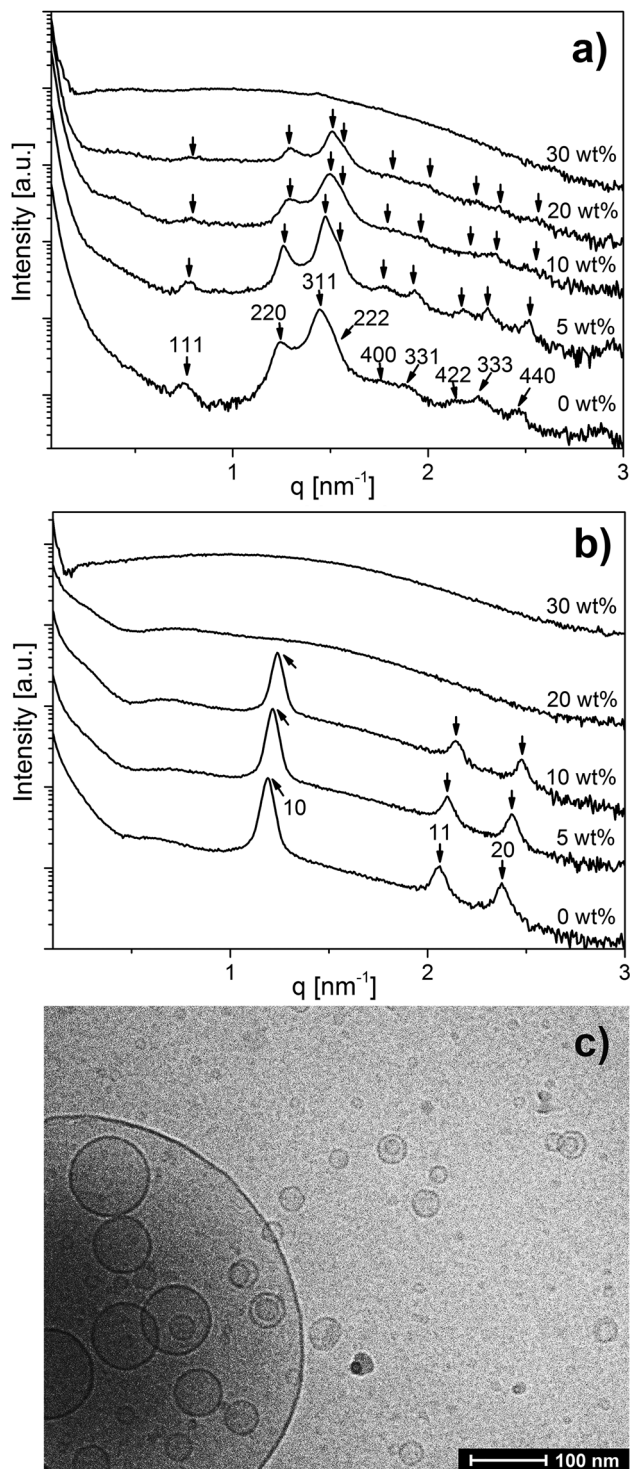 a)
Intensity [a.u.]
30 wt%
20 wt%
10 wt%
5 wt%
0 wt%
111
220
311
222
400
331
422
333
440
1
2
3
q [nm⁻¹]
b)
Intensity [a.u.]
30 wt%
20 wt%
10 wt%
5 wt%
0 wt%
10
11
20
1
2
3
q [nm⁻¹]
c)
100 nm